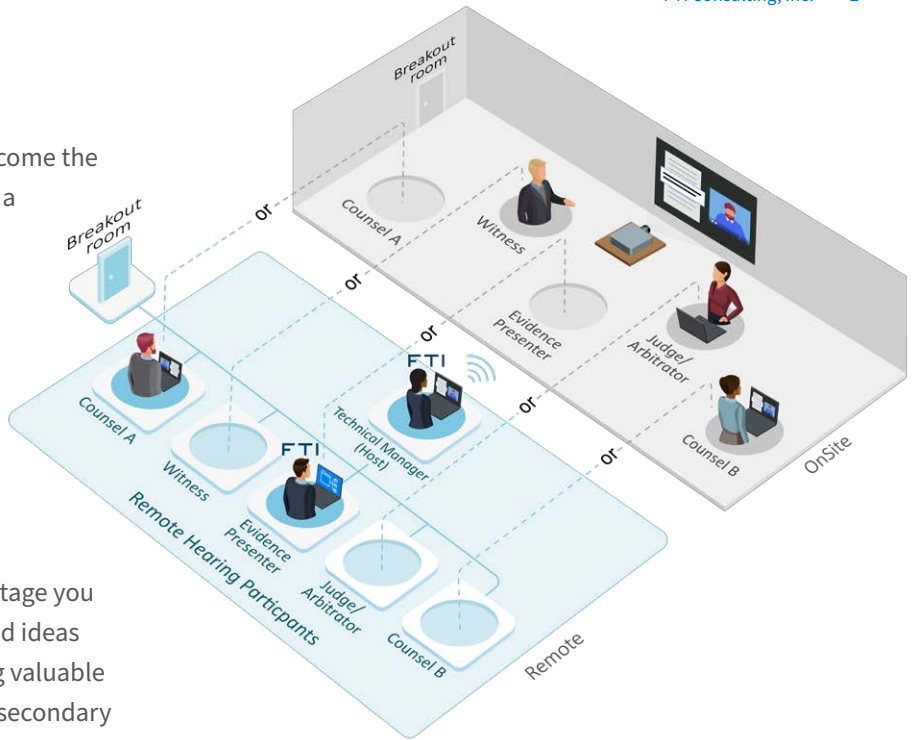 FTI Consulting, Inc.
come the
a
Breakout
room
Counsel A
Witness
Evidence
Presenter
Judge/
Arbitrator
Counsel B
OnSite
or
or
or
or
or
Breakout
room
Counsel A
Witness
FTI
Evidence
Presenter
FTI
Technical Manager
(Host)
Judge/
Arbitrator
Counsel B
Remote Hearing Particpants
Remote
tage you
d ideas
g valuable
secondary